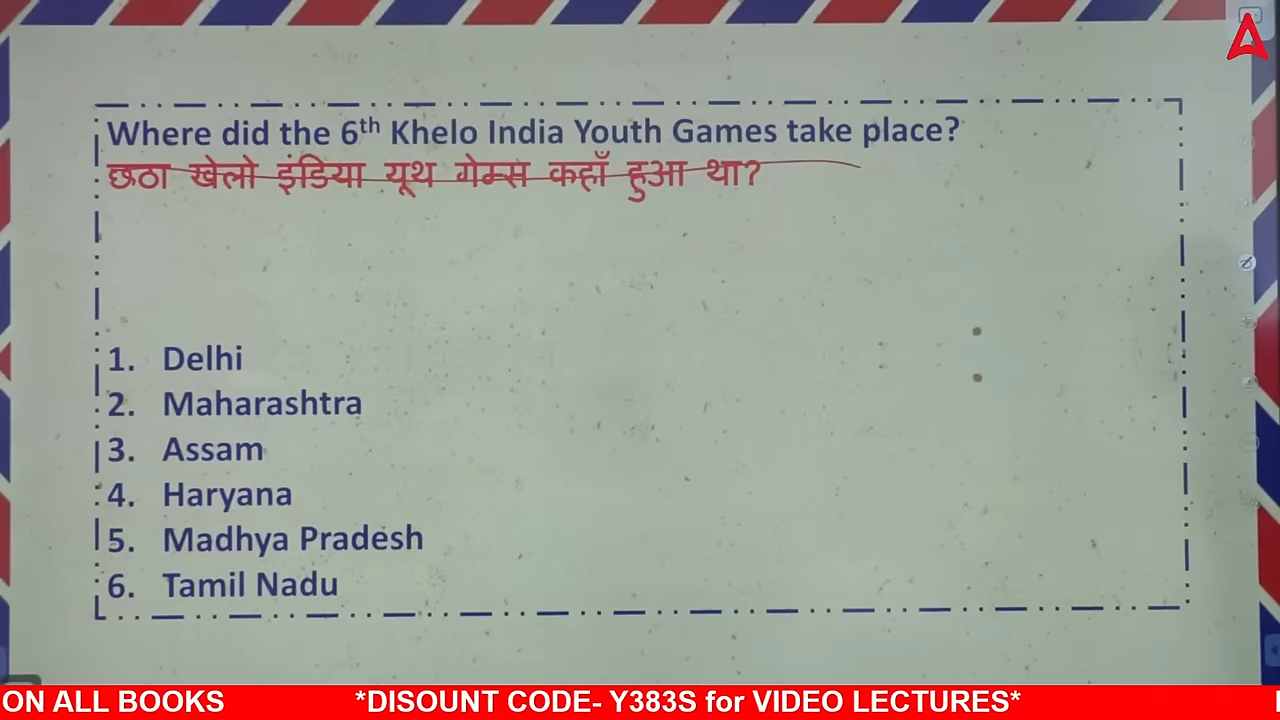 Where did the 6th Khelo India Youth Games take place?
छठा खेलो इंडिया यूथ गेम्स कहाँ हुआ था?
1. Delhi
2. Maharashtra
3. Assam
4. Haryana
5. Madhya Pradesh
6. Tamil Nadu
ON ALL BOOKS *DISOUNT CODE- Y383S for VIDEO LECTURES*